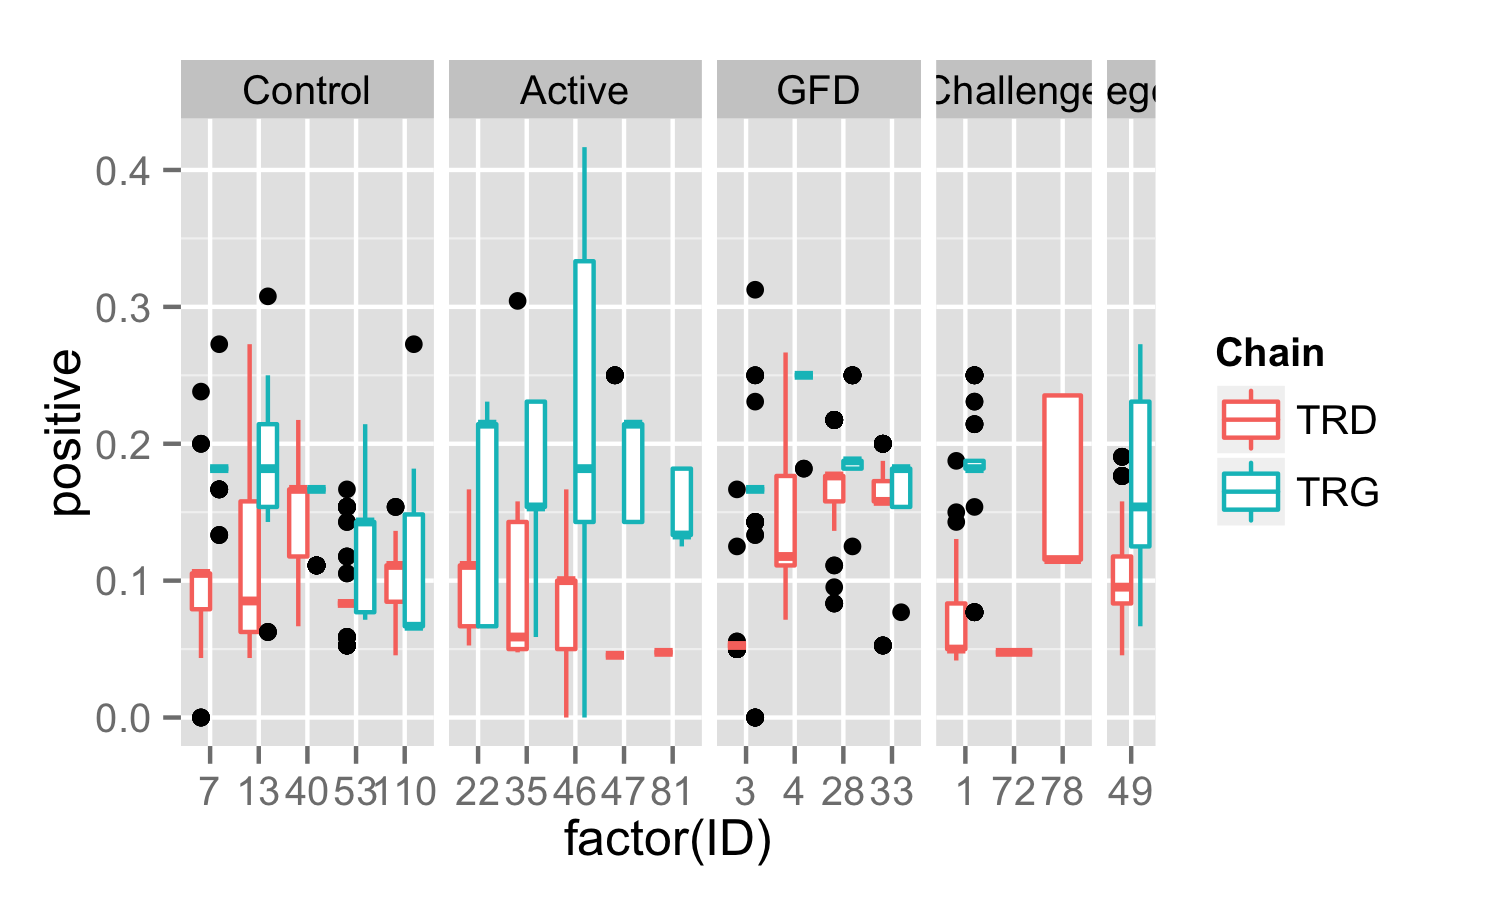 Control Active GFD Challenge
0.4
0.3
0.2
0.1
0.0
positive
7 13 40 53 110 22 35 46 47 81 3 4 28 33 1 72 78 49
factor(ID)
Chain
TRD
TRG